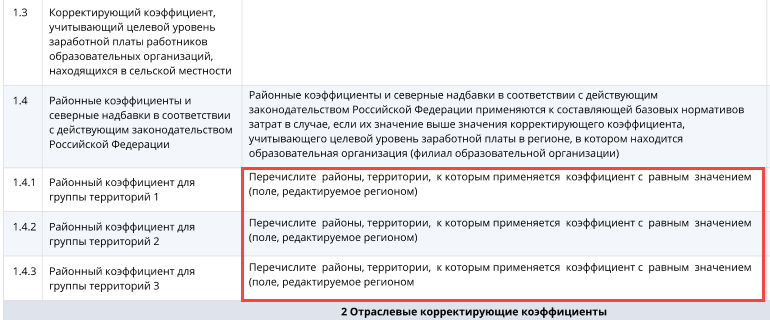 1.3 Корректирующий коэффициент,
учитывающий целевой уровень
заработной платы работников
образовательных организаций,
находящихся в сельской местности
1.4 Районные коэффициенты и
северные надбавки в соответствии
с действующим законодательством
Российской Федерации
Районные коэффициенты и северные надбавки в соответствии с действующим
законодательством Российской Федерации применяются к составляющей базовых нормативов
затрат в случае, если их значение выше значения корректирующего коэффициента,
учитывающего целевой уровень заработной платы в регионе, в котором находится
образовательная организация (филиал образовательной организации)
1.4.1 Районный коэффициент для
группы территорий 1
Перечислите районы, территории, к которым применяется коэффициент с равным значением
(поле, редактируемое регионом)
1.4.2 Районный коэффициент для
группы территорий 2
Перечислите районы, территории, к которым применяется коэффициент с равным значением
(поле, редактируемое регионом)
1.4.3 Районный коэффициент для
группы территорий 3
Перечислите районы, территории, к которым применяется коэффициент с равным значением
(поле, редактируемое регионом
2 Отраслевые корректирующие коэффициенты